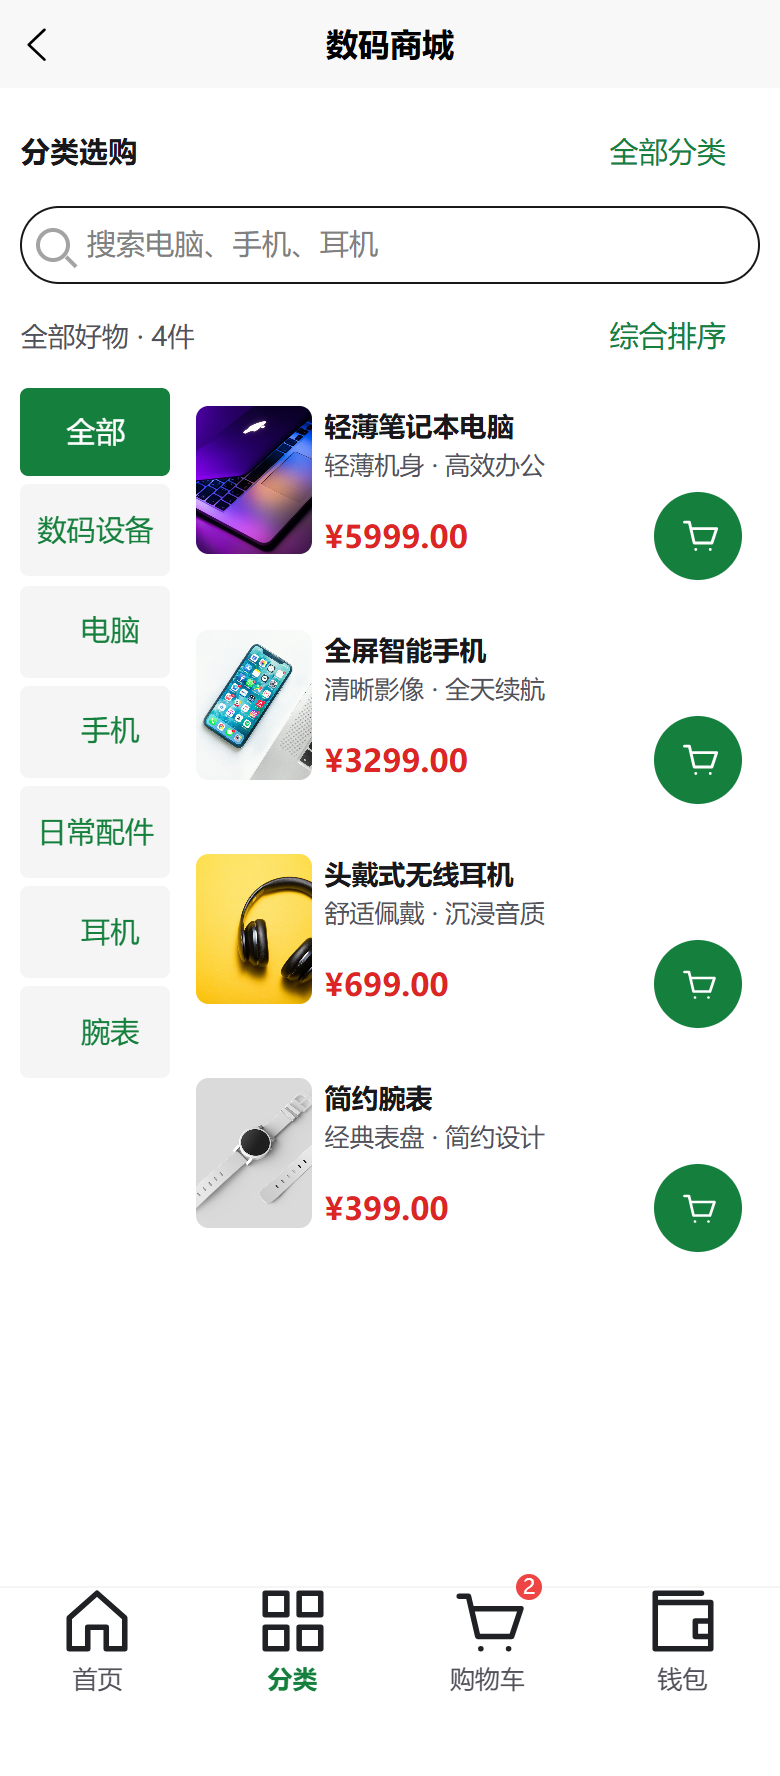 数码商城
分类选购
全部分类
搜索电脑、手机、耳机
全部好物 · 4件
综合排序
全部
数码设备
电脑
手机
日常配件
耳机
腕表
轻薄笔记本电脑
轻薄机身 · 高效办公
¥5999.00
全屏智能手机
清晰影像 · 全天续航
¥3299.00
头戴式无线耳机
舒适佩戴 · 沉浸音质
¥699.00
简约腕表
经典表盘 · 简约设计
¥399.00
首页
分类
2
购物车
钱包